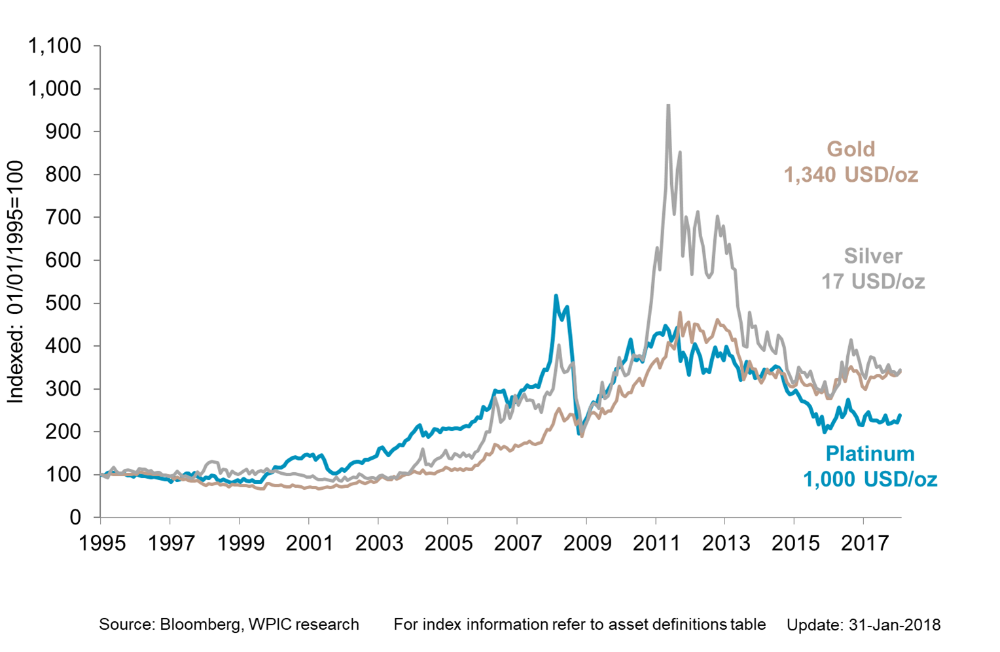 1,100
1,000
900
800
700
600
500
400
300
200
100
0
Indexed: 01/01/1995=100
Gold
1,340 USD/oz
Silver
17 USD/oz
Platinum
1,000 USD/oz
1995 1997 1999 2001 2003 2005 2007 2009 2011 2013 2015 2017
Source: Bloomberg, WPIC research For index information refer to asset definitions table Update: 31-Jan-2018